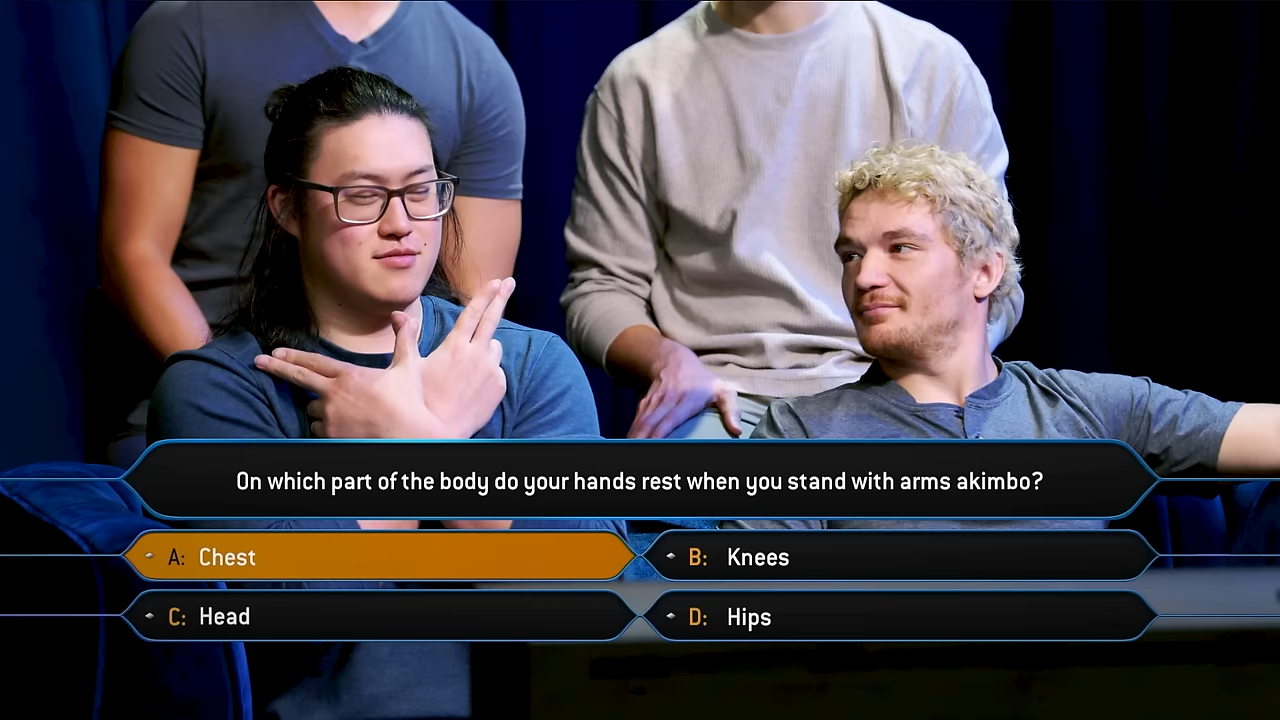 On which part of the body do your hands rest when you stand with arms akimbo?
A: Chest
B: Knees
C: Head
D: Hips